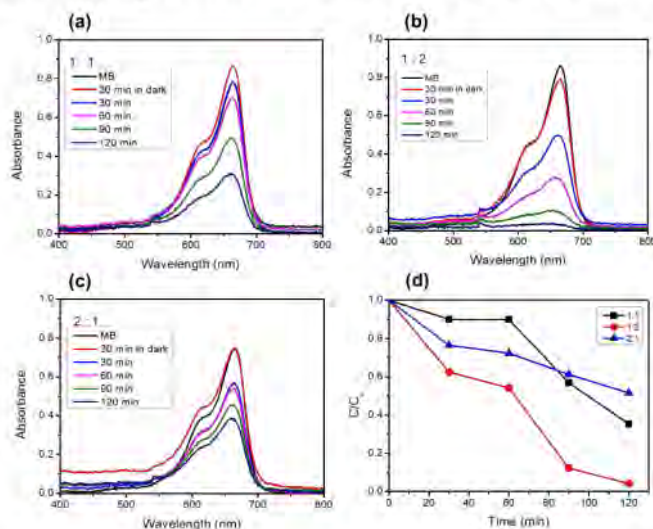 (a)
1 : 1
MB
30 min in dark
30 min
60 min
90 min
120 min
1.0
0.8
0.6
0.4
0.2
0.0
400 500 600 700 800
Absorbance
Wavelength (nm)
(b)
1 : 2
MB
30 min in dark
30 min
60 min
90 min
120 min
1.0
0.8
0.6
0.4
0.2
0.0
400 500 600 700 800
Absorbance
Wavelength (nm)
(c)
2 : 1
MB
30 min in dark
30 min
60 min
90 min
120 min
1.0
0.8
0.6
0.4
0.2
0.0
400 500 600 700 800
Absorbance
Wavelength (nm)
(d)
1:1
1:2
2:1
1.0
0.8
0.6
0.4
0.2
0.0
0 20 40 60 80 100 120
Time (min)